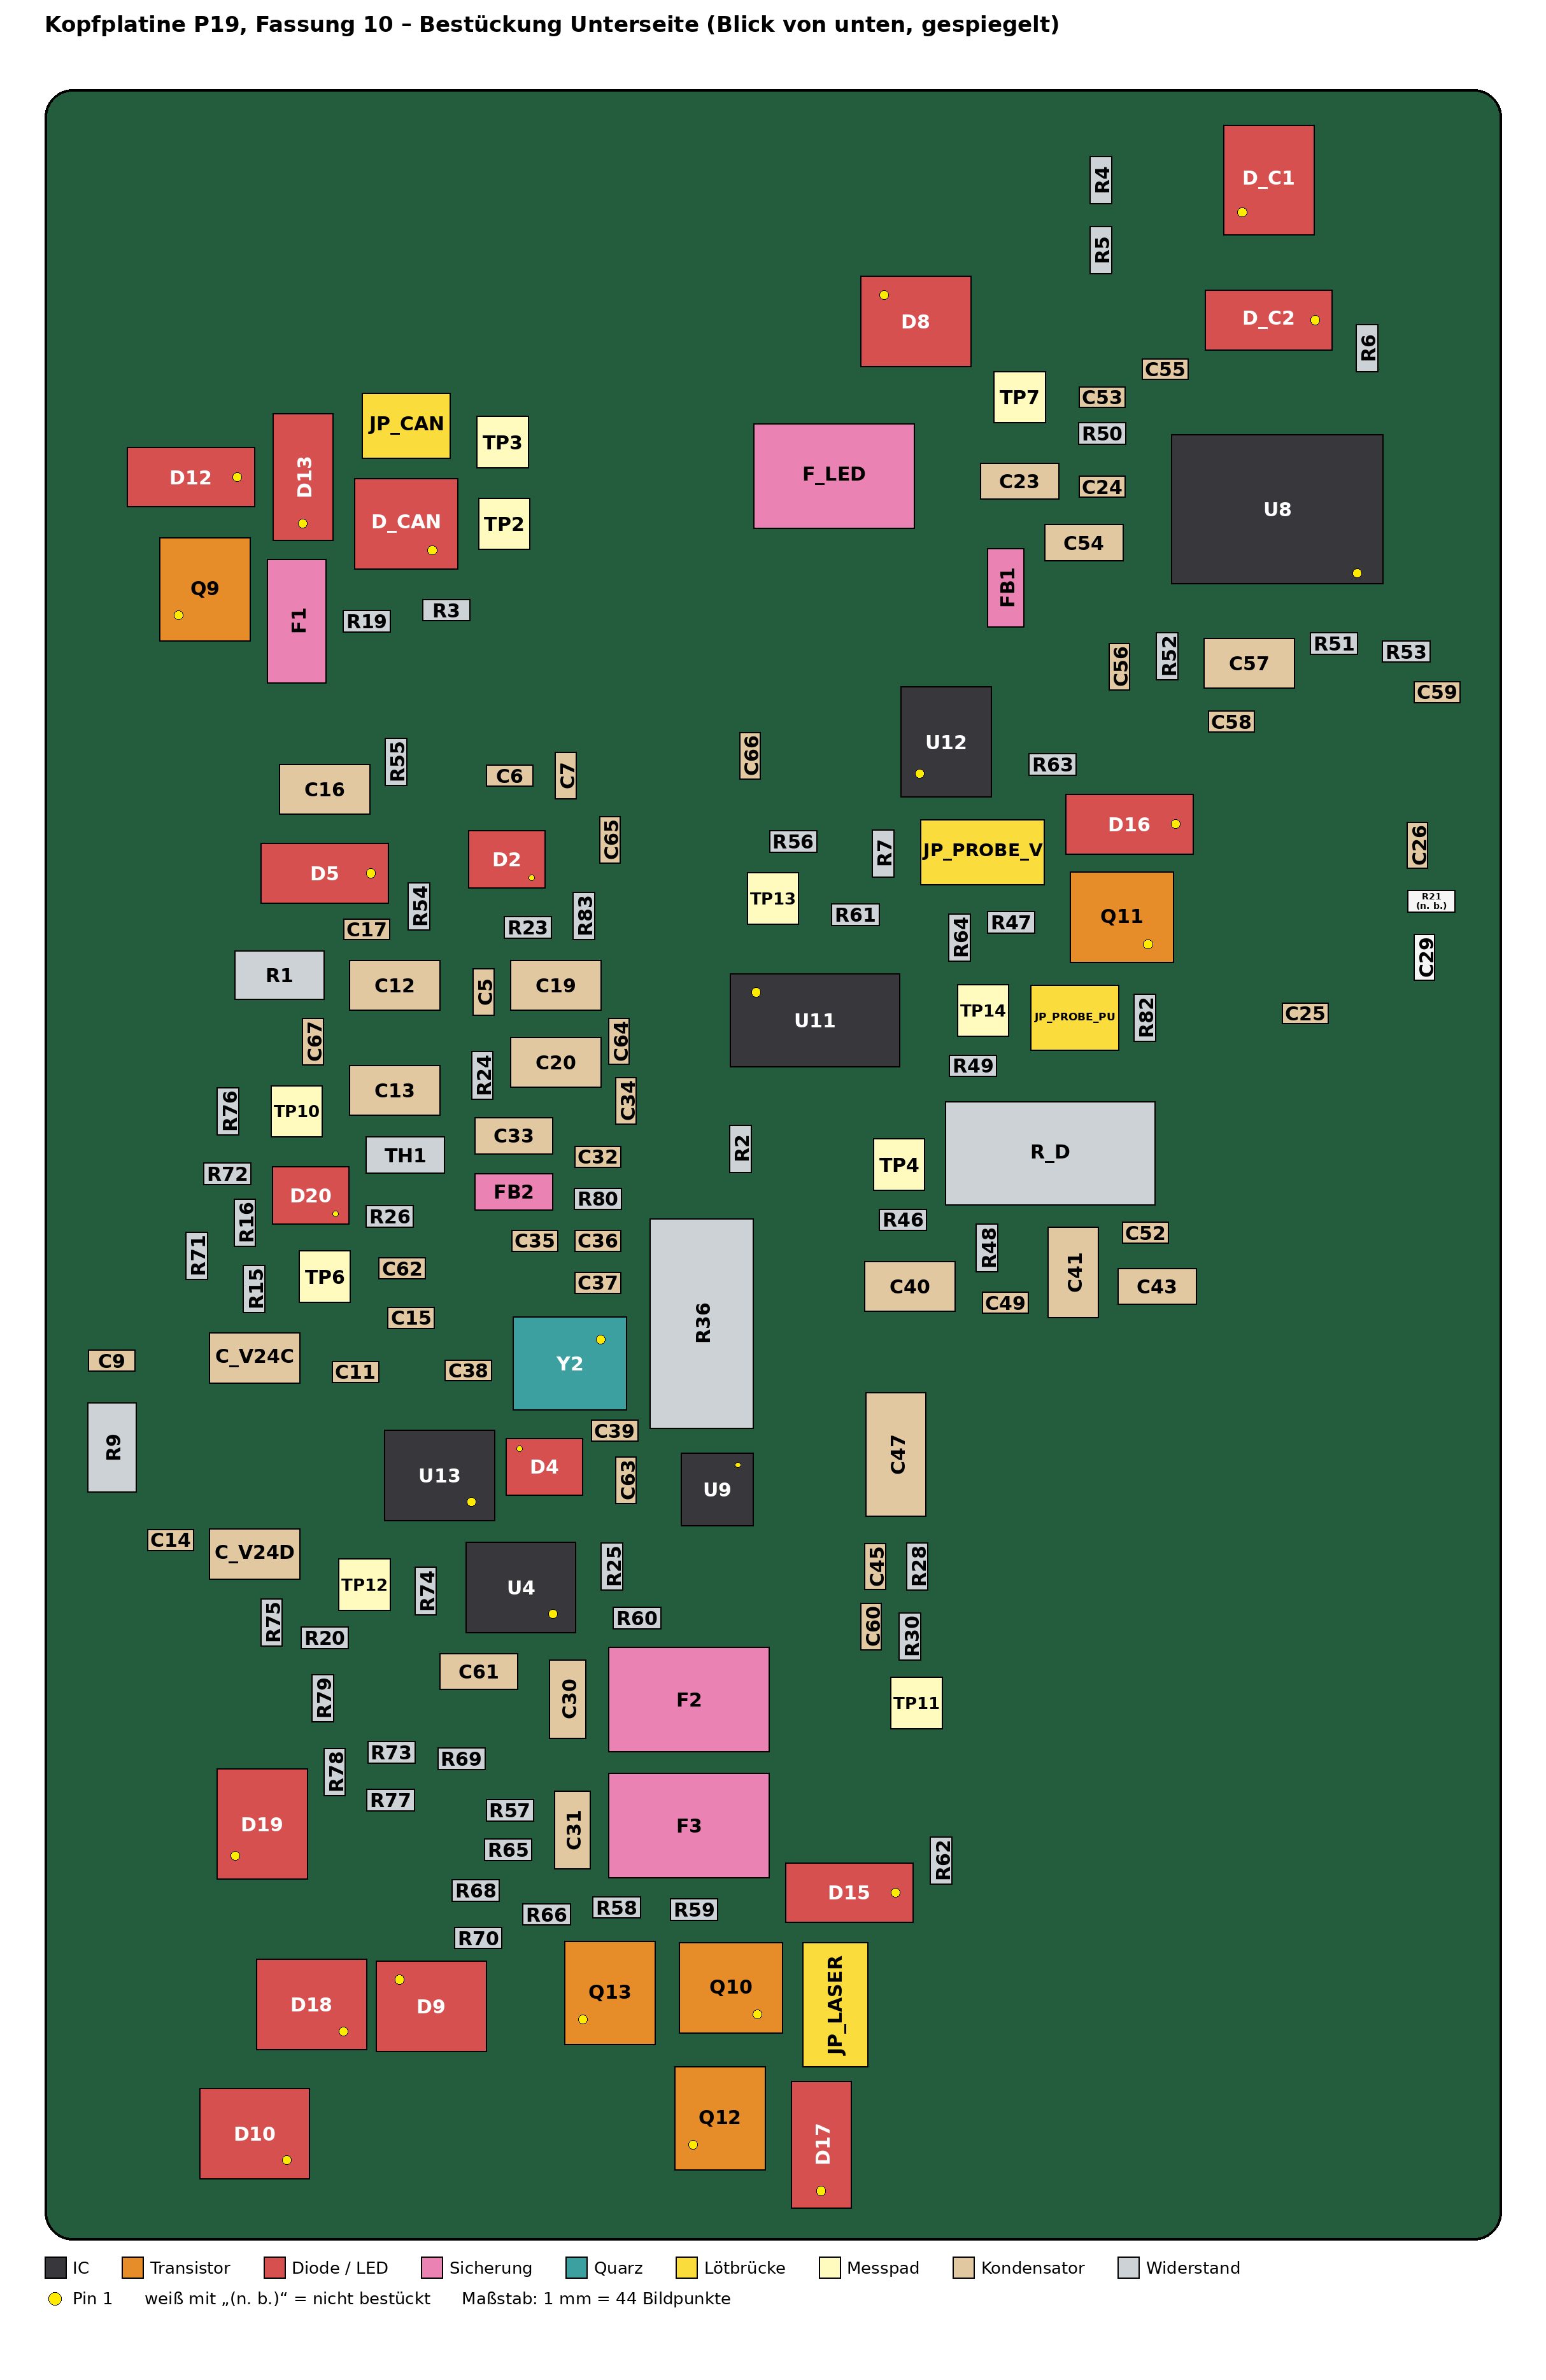 Kopfplatine P19, Fassung 10 – Bestückung Unterseite (Blick von unten, gespiegelt)
D_C1
R4
R5
D_C2
D8
R6
C55
TP7
C53
JP_CAN
R50
TP3
F_LED
D12
D13
C23
C24
U8
D_CAN
TP2
C54
Q9
FB1
R3
F1
R19
R51
R53
R52
C57
C56
C59
C58
U12
R55
C66
R63
C6
C7
C16
D16
C65
R56
R7
JP_PROBE_V
C26
D2
D5
TP13
R21
(n. b.)
R54
R83
R61
Q11
R47
C17
R23
R64
C29
R1
C12
C5
C19
TP14
C25
JP_PROBE_PU
R82
U11
C67
C64
C20
R49
R24
C13
C34
R76
TP10
C33
R2
R_D
TH1
C32
TP4
R72
FB2
D20
R80
R26
R46
R16
C52
C35
C36
R48
R71
C62
C41
TP6
C37
C40
C43
R15
C49
C15
R36
C_V24C
C9
Y2
C38
C11
C39
R9
C47
D4
U13
C63
U9
C14
C_V24D
R25
C45
R28
TP12
U4
R74
R60
R75
C60
R30
R20
C61
R79
C30
F2
TP11
R73
R69
R78
R77
R57
D19
C31
F3
R65
R62
R68
D15
R58
R59
R66
R70
Q10
Q13
D18
D9
JP_LASER
Q12
D10
D17
IC
Transistor
Diode / LED
Sicherung
Quarz
Lötbrücke
Messpad
Kondensator
Widerstand
Pin 1
weiß mit „(n. b.)“ = nicht bestückt
Maßstab: 1 mm = 44 Bildpunkte